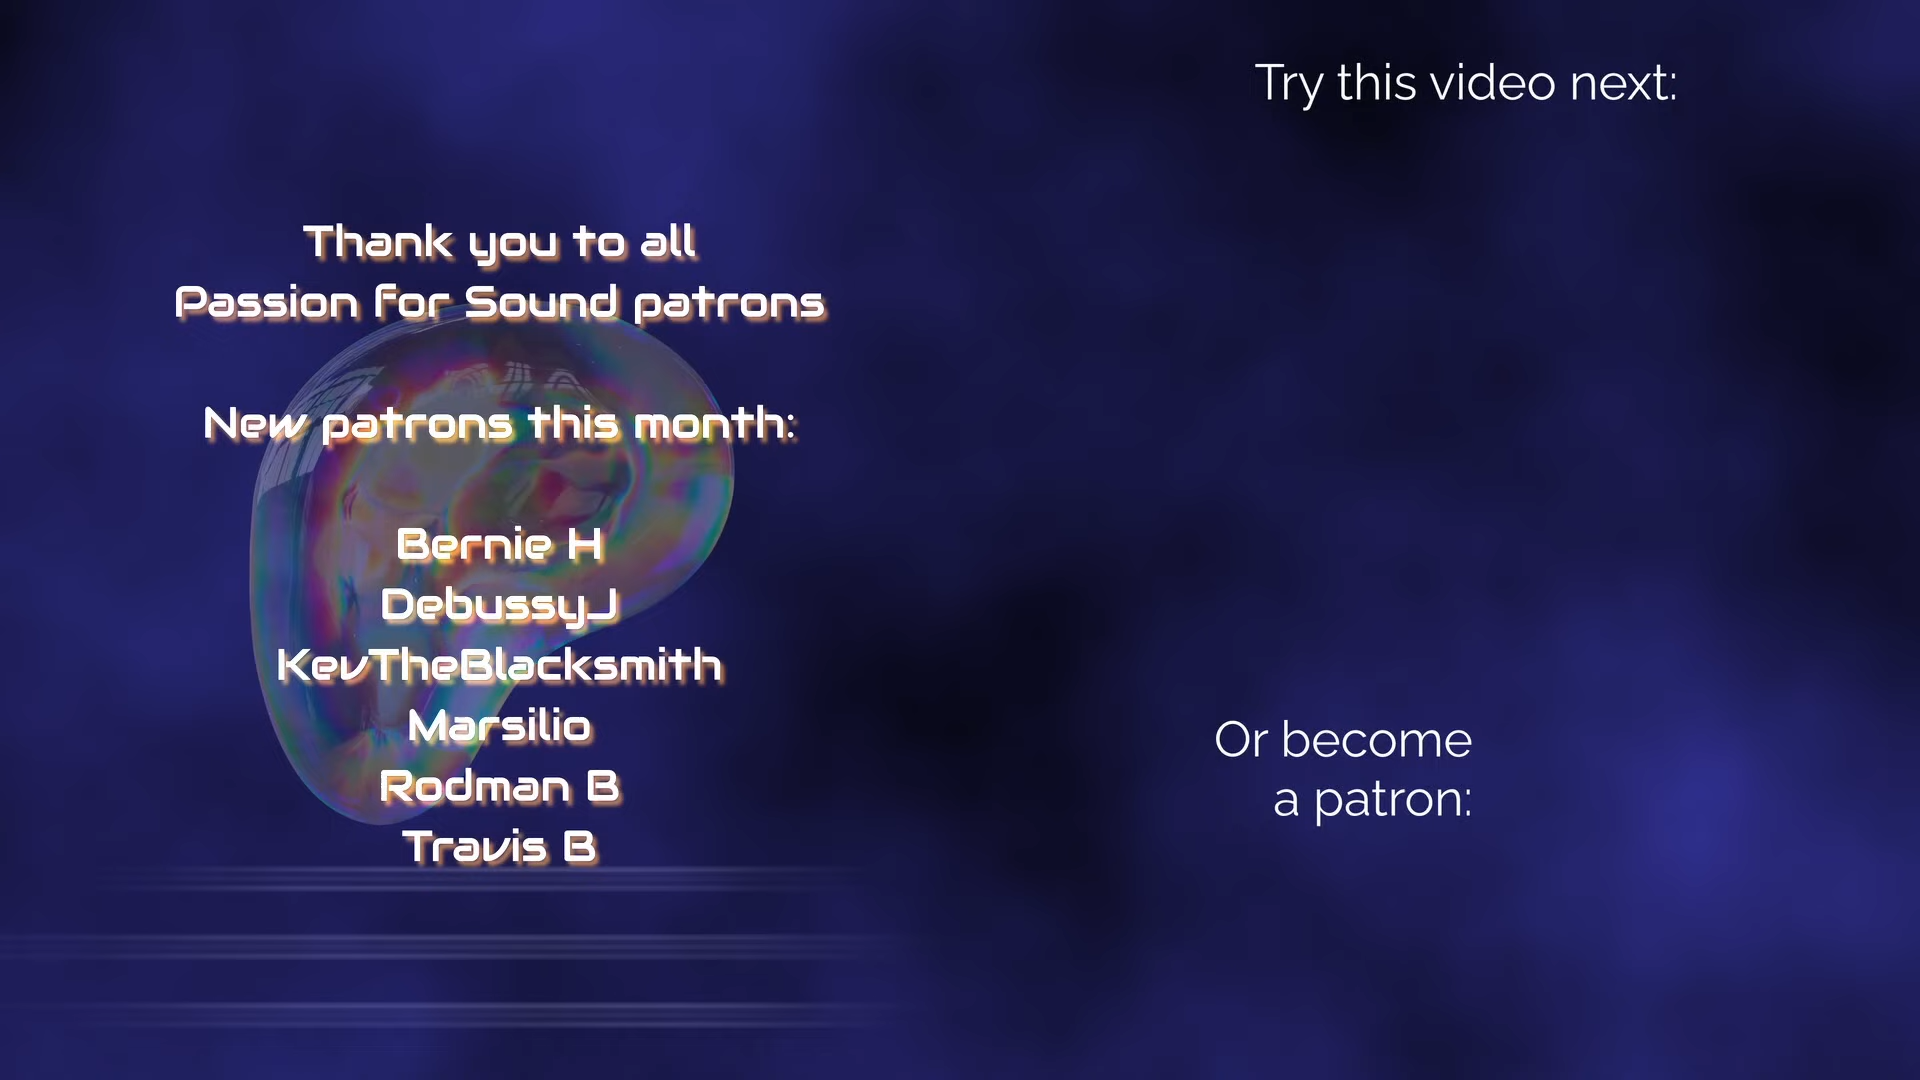 Thank you to all
Passion for Sound patrons
New patrons this month:
Bernie H
DebussyJ
KevTheBlacksmith
Marsilio
Rodman B
Travis B
Try this video next:
Or become
a patron: